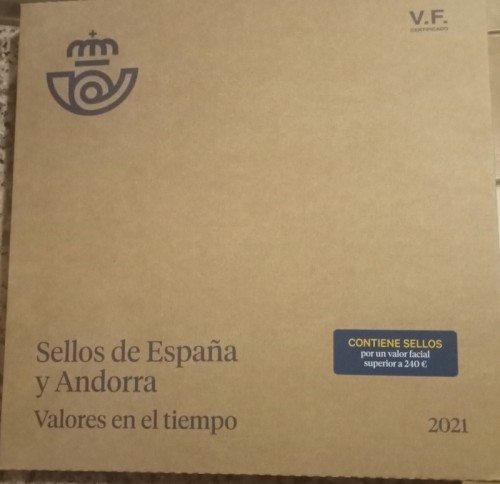 V.F.
CERTIFICADO
Sellos de España
y Andorra
Valores en el tiempo
CONTIENE SELLOS
por un valor facial
superior a 240 €
2021